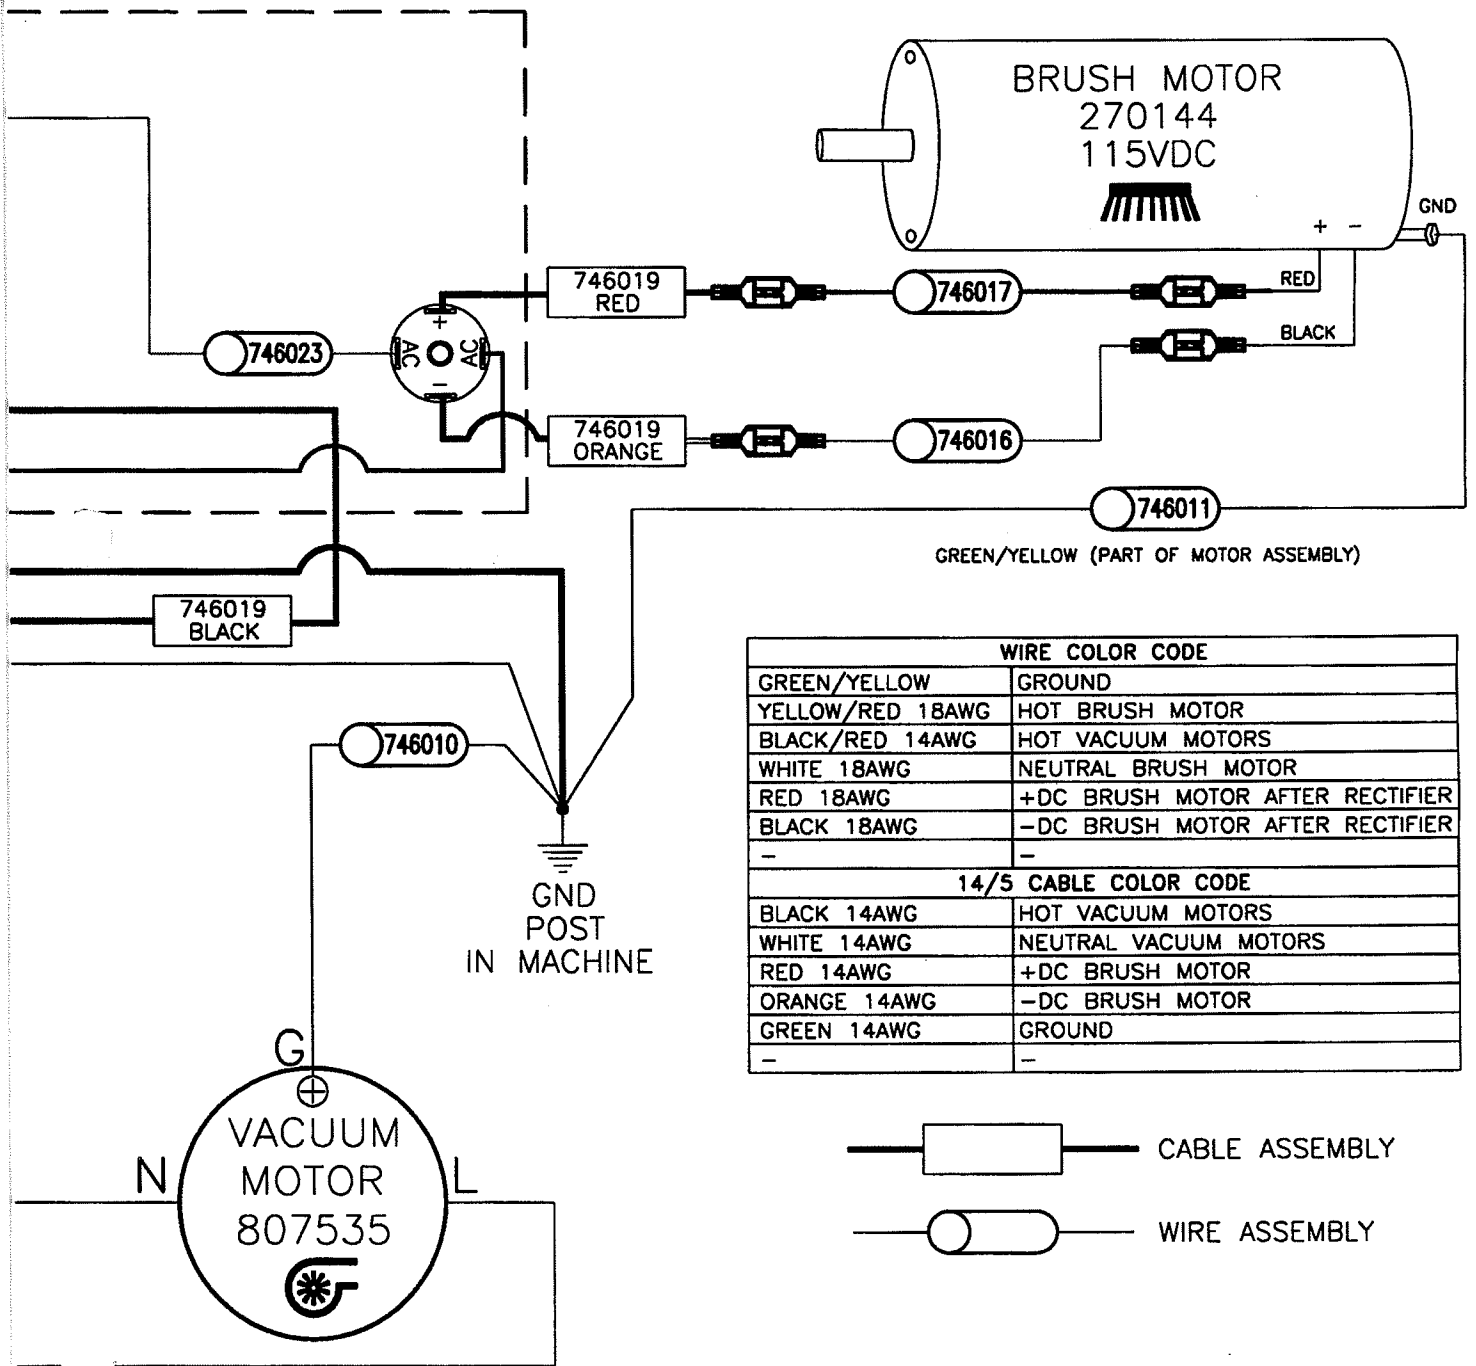 BRUSH MOTOR
270144
115VDC
+ −
GND
746019
RED
746017
RED
BLACK
746023
+
AC
AC
−
746019
ORANGE
746016
746011
GREEN/YELLOW (PART OF MOTOR ASSEMBLY)
746019
BLACK
746010
GND
POST
IN MACHINE
WIRE COLOR CODE
GREEN/YELLOW GROUND
YELLOW/RED 18AWG HOT BRUSH MOTOR
BLACK/RED 14AWG HOT VACUUM MOTORS
WHITE 18AWG NEUTRAL BRUSH MOTOR
RED 18AWG +DC BRUSH MOTOR AFTER RECTIFIER
BLACK 18AWG −DC BRUSH MOTOR AFTER RECTIFIER
− −
14/5 CABLE COLOR CODE
BLACK 14AWG HOT VACUUM MOTORS
WHITE 14AWG NEUTRAL VACUUM MOTORS
RED 14AWG +DC BRUSH MOTOR
ORANGE 14AWG −DC BRUSH MOTOR
GREEN 14AWG GROUND
− −
G
VACUUM
MOTOR
807535
N
L
CABLE ASSEMBLY
WIRE ASSEMBLY